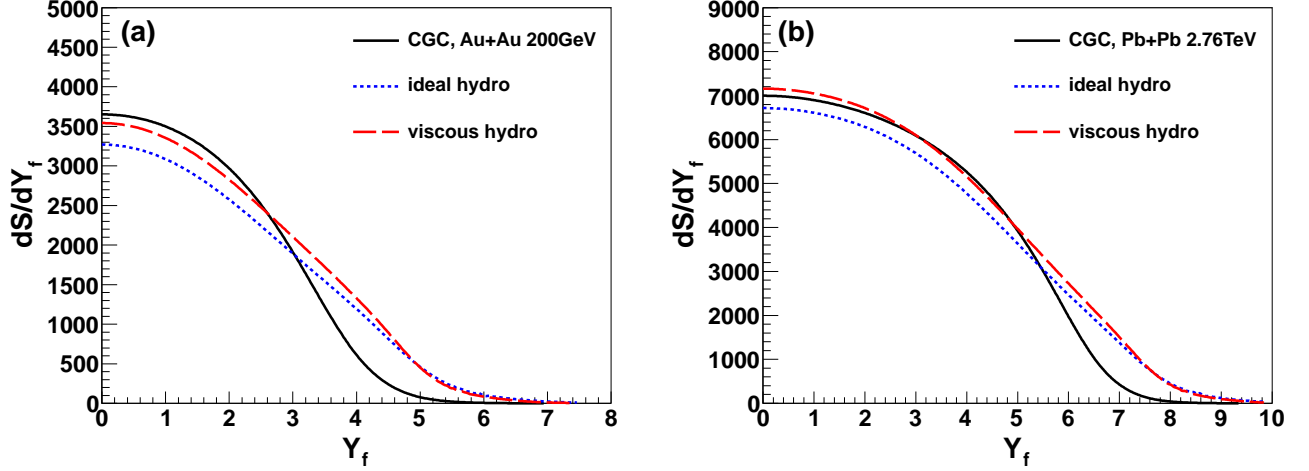 (a)
CGC, Au+Au 200GeV
ideal hydro
viscous hydro
dS/dY_f
5000
4500
4000
3500
3000
2500
2000
1500
1000
500
0
0 1 2 3 4 5 6 7 8
Y_f
(b)
CGC, Pb+Pb 2.76TeV
ideal hydro
viscous hydro
dS/dY_f
9000
8000
7000
6000
5000
4000
3000
2000
1000
0
0 1 2 3 4 5 6 7 8 9 10
Y_f